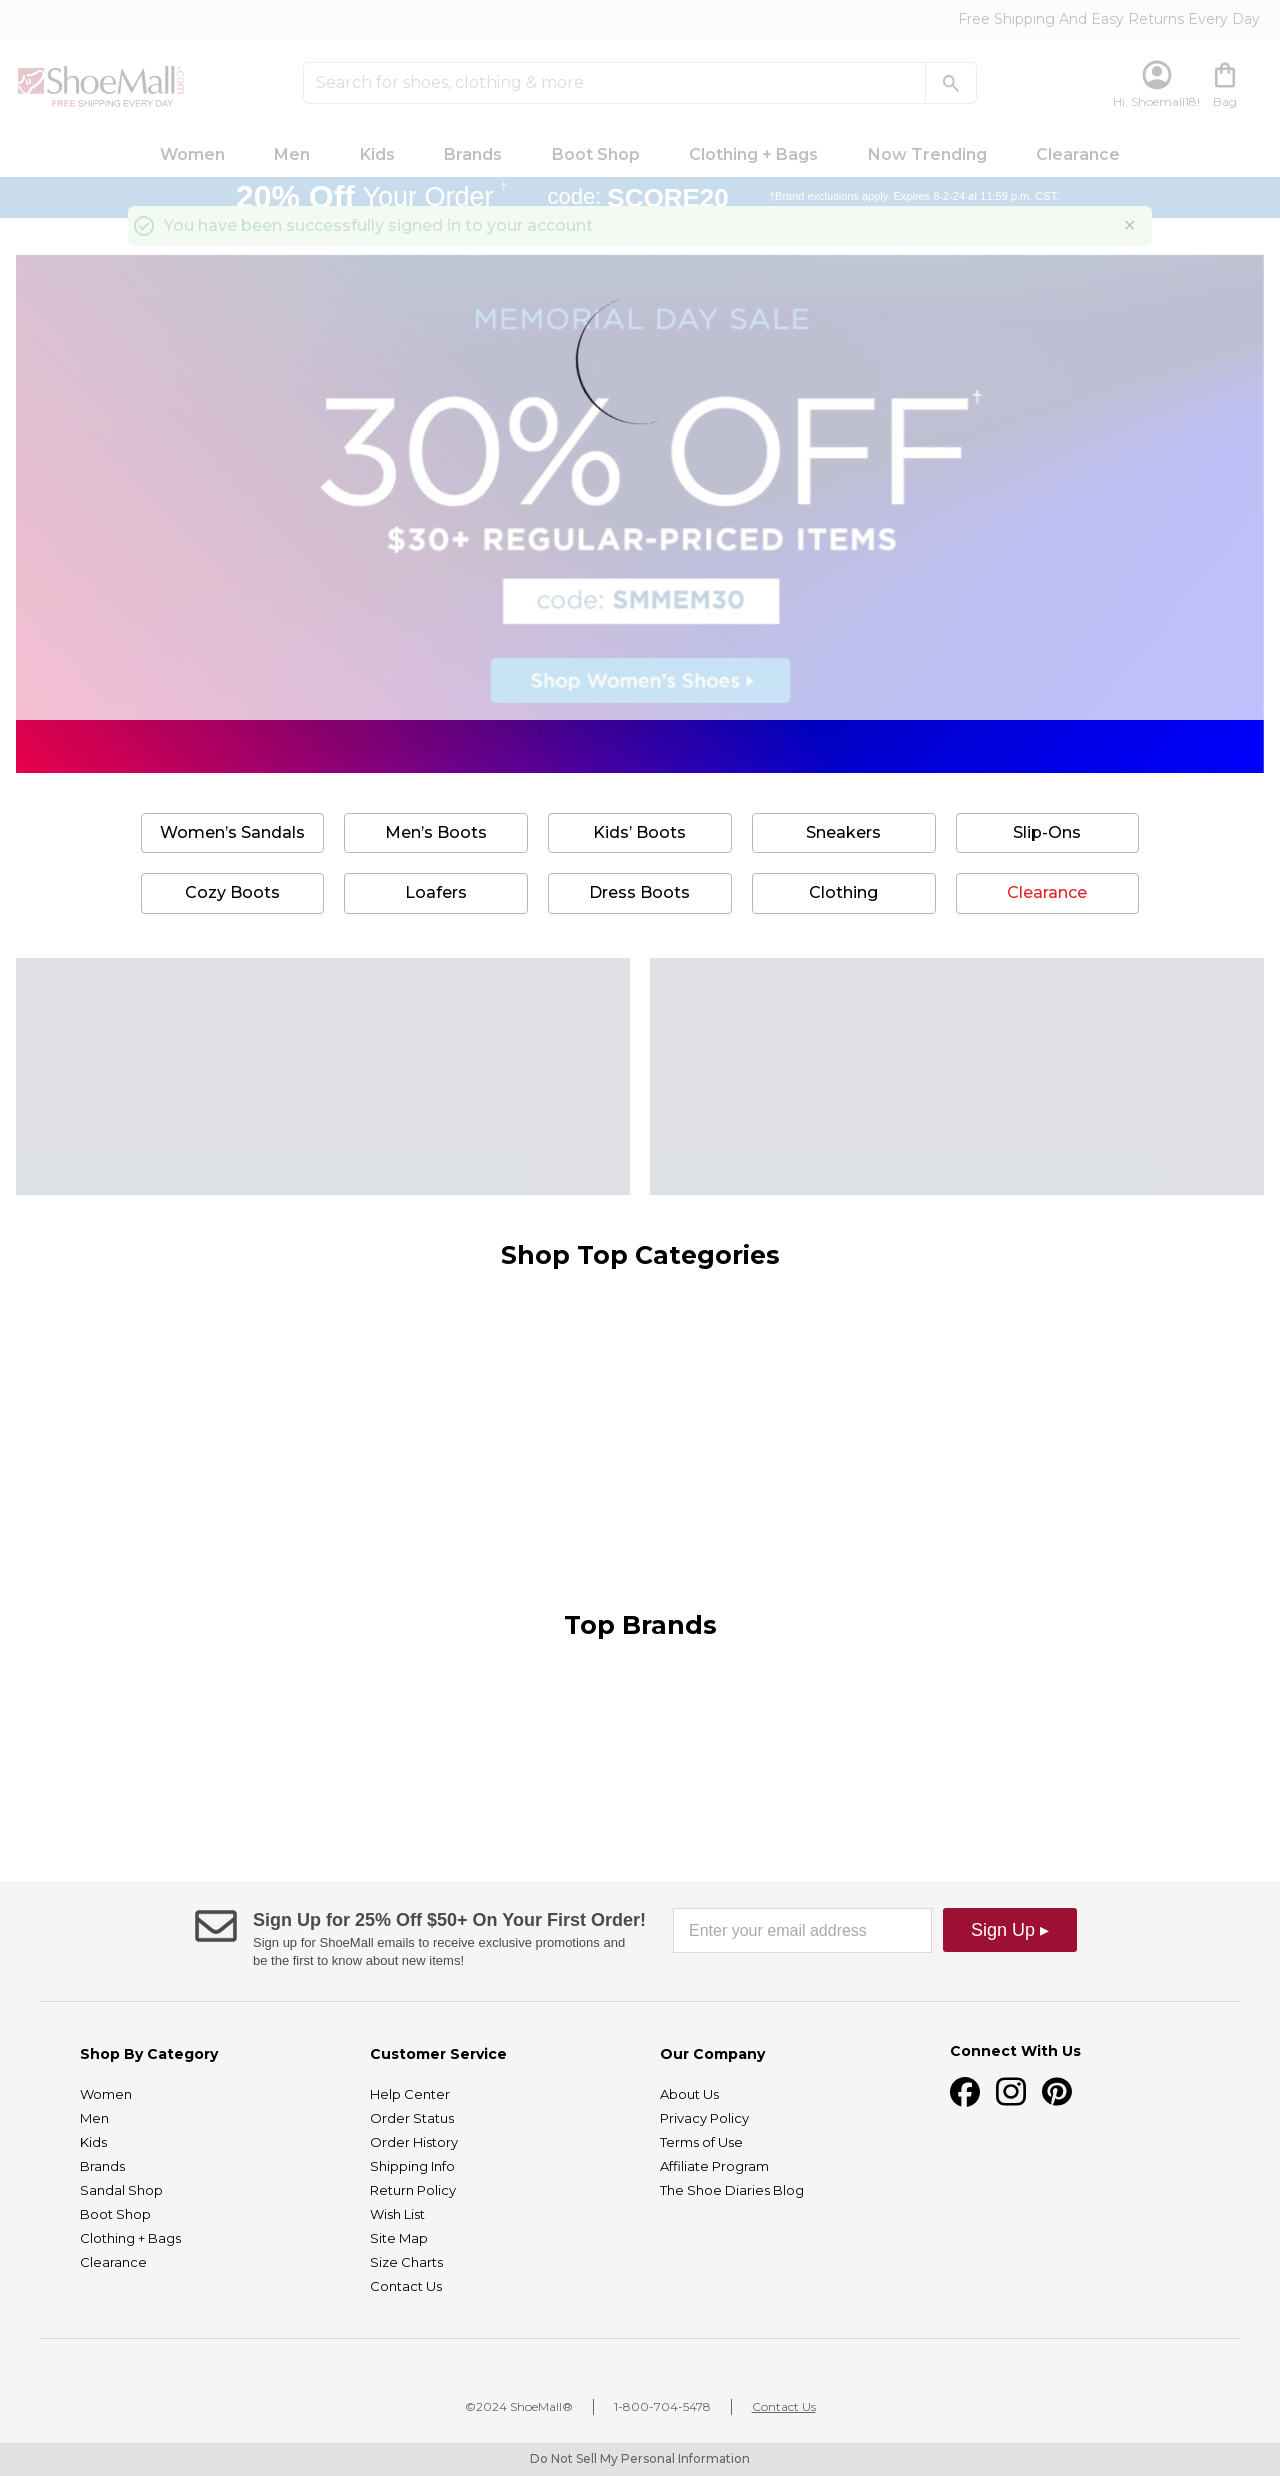 Free Shipping And Easy Returns Every Day
ShoeMall.com
FREE SHIPPING EVERY DAY
Search for shoes, clothing & more
Hi, Shoemall18!
Bag
Women Men Kids Brands Boot Shop Clothing + Bags Now Trending Clearance
20% Off Your Order † code: SCORE20 †Brand exclusions apply. Expires 8-2-24 at 11:59 p.m. CST.
You have been successfully signed in to your account ×
MEMORIAL DAY SALE
30% OFF†
$30+ REGULAR-PRICED ITEMS
code: SMMEM30
Shop Women's Shoes ▸
Women’s Sandals Men’s Boots Kids’ Boots Sneakers Slip-Ons
Cozy Boots Loafers Dress Boots Clothing Clearance
Shop Top Categories
Top Brands
Sign Up for 25% Off $50+ On Your First Order!
Sign up for ShoeMall emails to receive exclusive promotions and
be the first to know about new items!
Enter your email address
Sign Up ▸
Shop By Category
Women
Men
Kids
Brands
Sandal Shop
Boot Shop
Clothing + Bags
Clearance
Customer Service
Help Center
Order Status
Order History
Shipping Info
Return Policy
Wish List
Site Map
Size Charts
Contact Us
Our Company
About Us
Privacy Policy
Terms of Use
Affiliate Program
The Shoe Diaries Blog
Connect With Us
©2024 ShoeMall® | 1-800-704-5478 | Contact Us
Do Not Sell My Personal Information